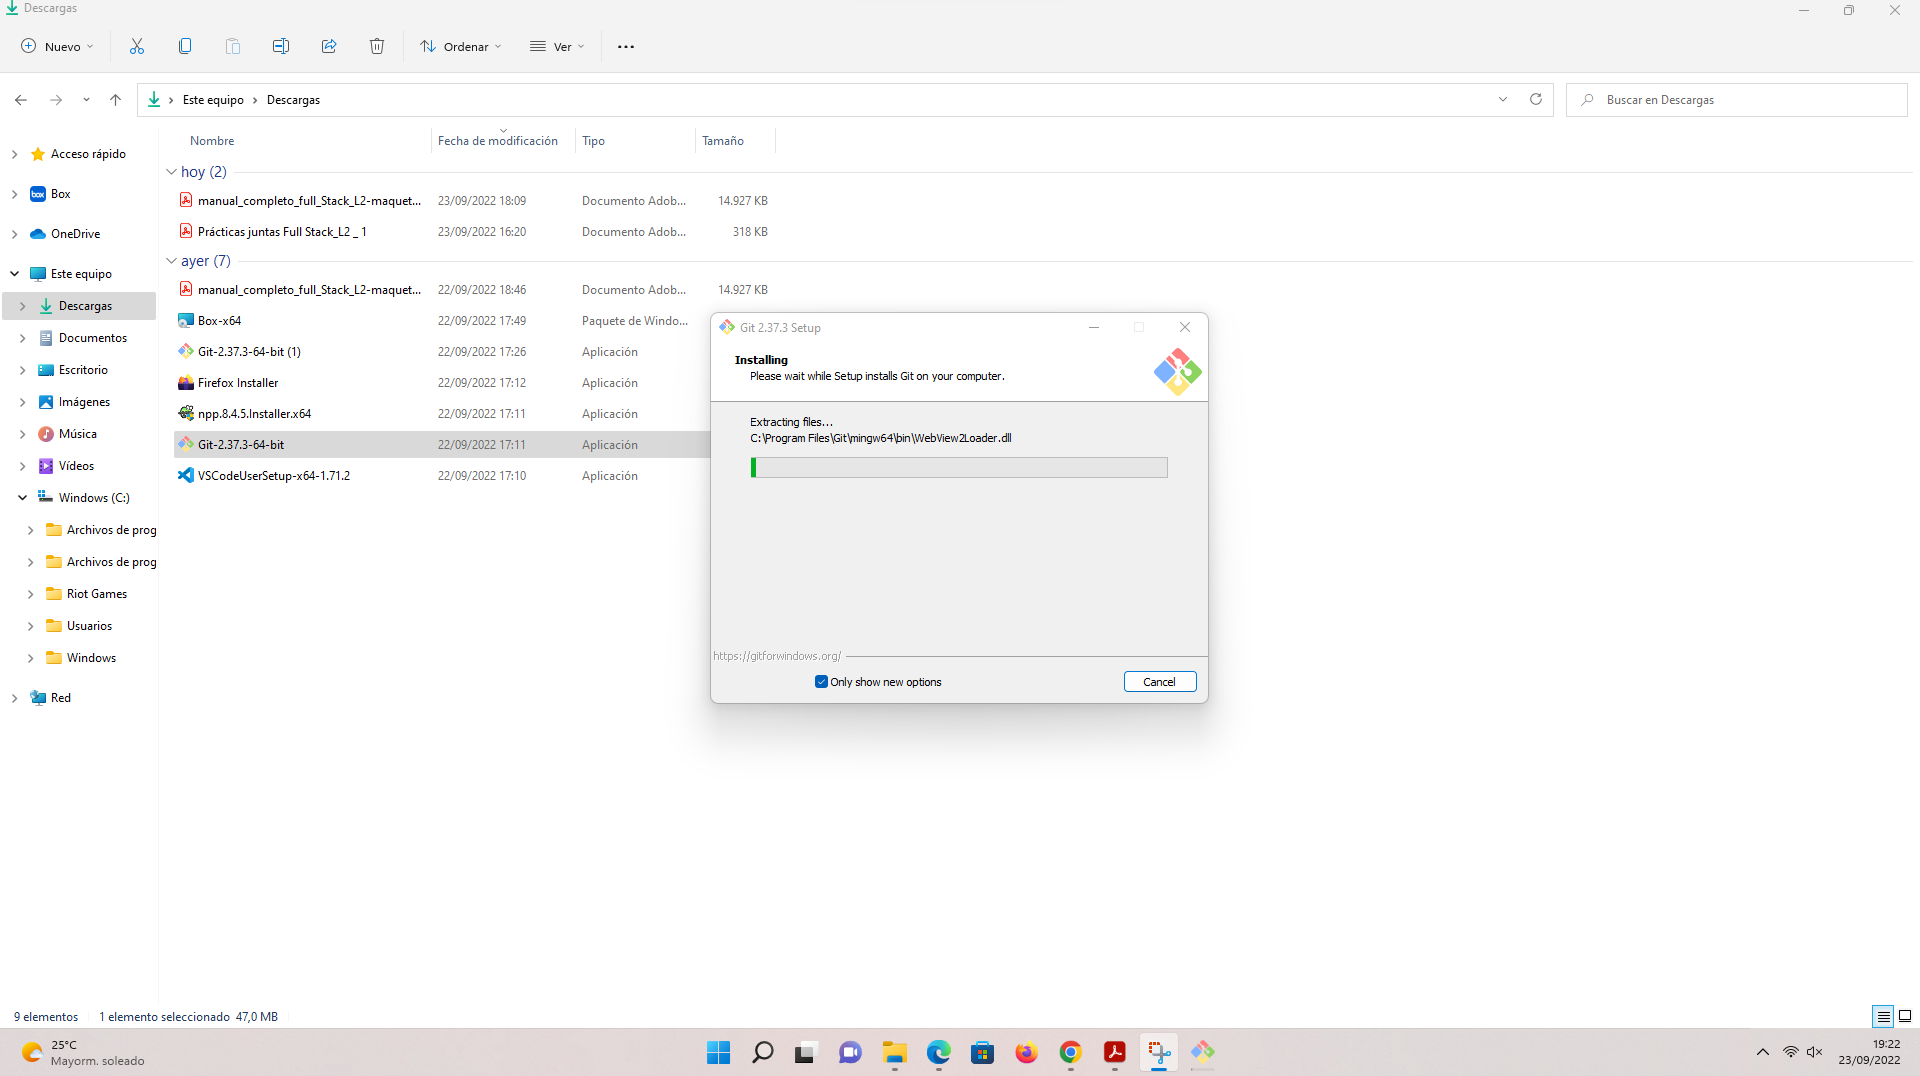 Descargas
Nuevo
Ordenar
Ver
Este equipo
Descargas
Buscar en Descargas
Nombre
Fecha de modificación
Tipo
Tamaño
hoy (2)
manual_completo_full_Stack_L2-maquet... 23/09/2022 18:09 Documento Adob... 14.927 KB
Prácticas juntas Full Stack_L2 _ 1 23/09/2022 16:20 Documento Adob... 318 KB
ayer (7)
manual_completo_full_Stack_L2-maquet... 22/09/2022 18:46 Documento Adob... 14.927 KB
Box-x64 22/09/2022 17:49 Paquete de Windo...
Git-2.37.3-64-bit (1) 22/09/2022 17:26 Aplicación
Firefox Installer 22/09/2022 17:12 Aplicación
npp.8.4.5.Installer.x64 22/09/2022 17:11 Aplicación
Git-2.37.3-64-bit 22/09/2022 17:11 Aplicación
VSCodeUserSetup-x64-1.71.2 22/09/2022 17:10 Aplicación
Acceso rápido
box Box
OneDrive
Este equipo
Descargas
Documentos
Escritorio
Imágenes
Música
Vídeos
Windows (C:)
Archivos de prog
Archivos de prog
Riot Games
Usuarios
Windows
Red
Git 2.37.3 Setup
Installing
Please wait while Setup installs Git on your computer.
Extracting files...
C:\Program Files\Git\mingw64\bin\WebView2Loader.dll
https://gitforwindows.org/
Only show new options
Cancel
9 elementos
1 elemento seleccionado 47,0 MB
25°C
Mayorm. soleado
19:22
23/09/2022